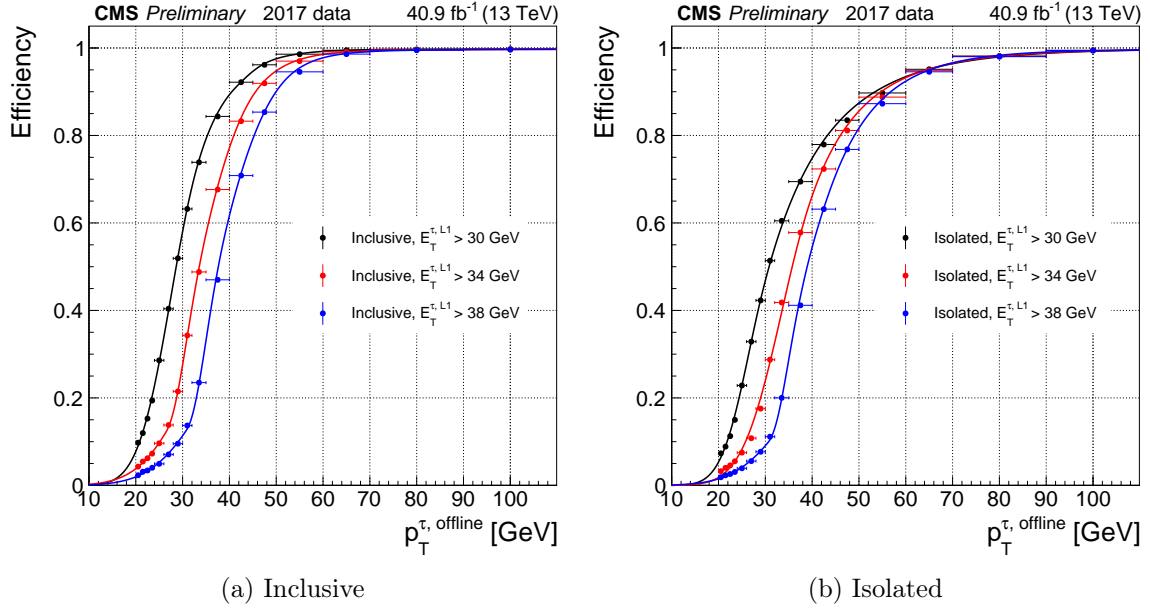 CMS Preliminary 2017 data 40.9 fb⁻¹ (13 TeV)
Efficiency
1
0.8
0.6
0.4
0.2
0
Inclusive, E_T^{τ, L1} > 30 GeV
Inclusive, E_T^{τ, L1} > 34 GeV
Inclusive, E_T^{τ, L1} > 38 GeV
10 20 30 40 50 60 70 80 90 100
p_T^{τ, offline} [GeV]
(a) Inclusive
CMS Preliminary 2017 data 40.9 fb⁻¹ (13 TeV)
Efficiency
1
0.8
0.6
0.4
0.2
0
Isolated, E_T^{τ, L1} > 30 GeV
Isolated, E_T^{τ, L1} > 34 GeV
Isolated, E_T^{τ, L1} > 38 GeV
10 20 30 40 50 60 70 80 90 100
p_T^{τ, offline} [GeV]
(b) Isolated